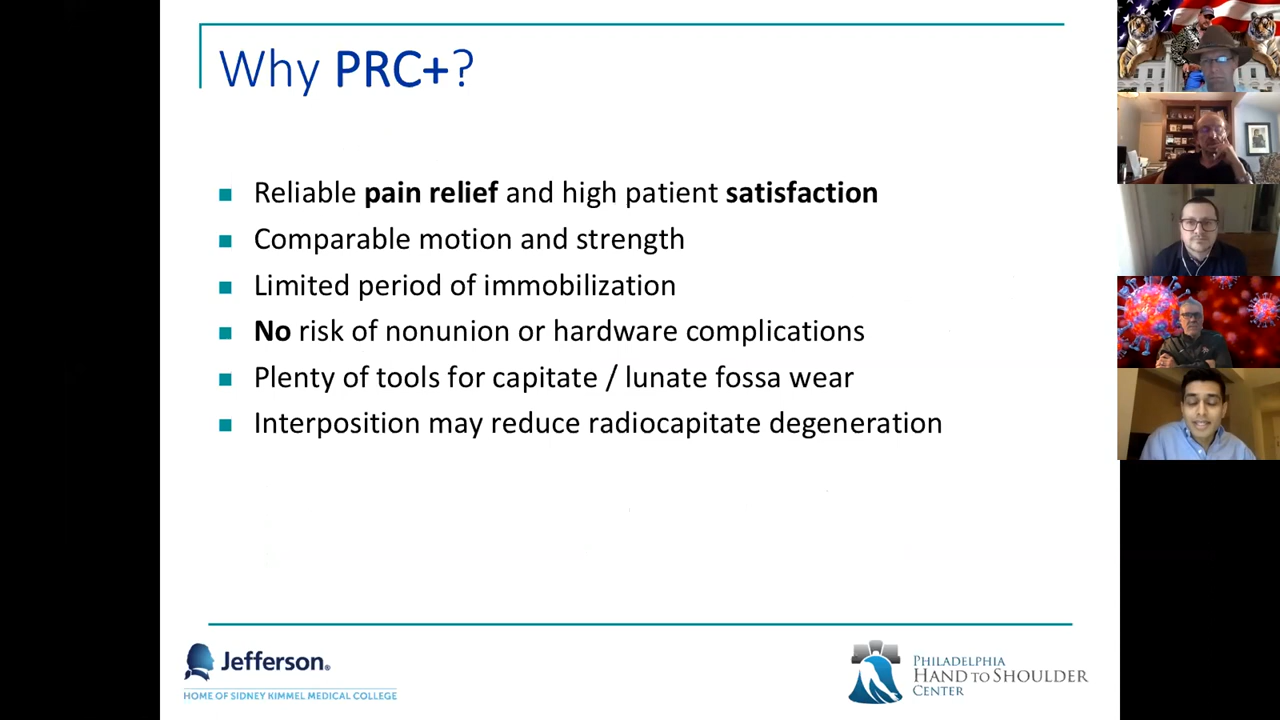 Why PRC+?
Reliable pain relief and high patient satisfaction
Comparable motion and strength
Limited period of immobilization
No risk of nonunion or hardware complications
Plenty of tools for capitate / lunate fossa wear
Interposition may reduce radiocapitate degeneration
Jefferson®
HOME OF SIDNEY KIMMEL MEDICAL COLLEGE
PHILADELPHIA
HAND TO SHOULDER
CENTER